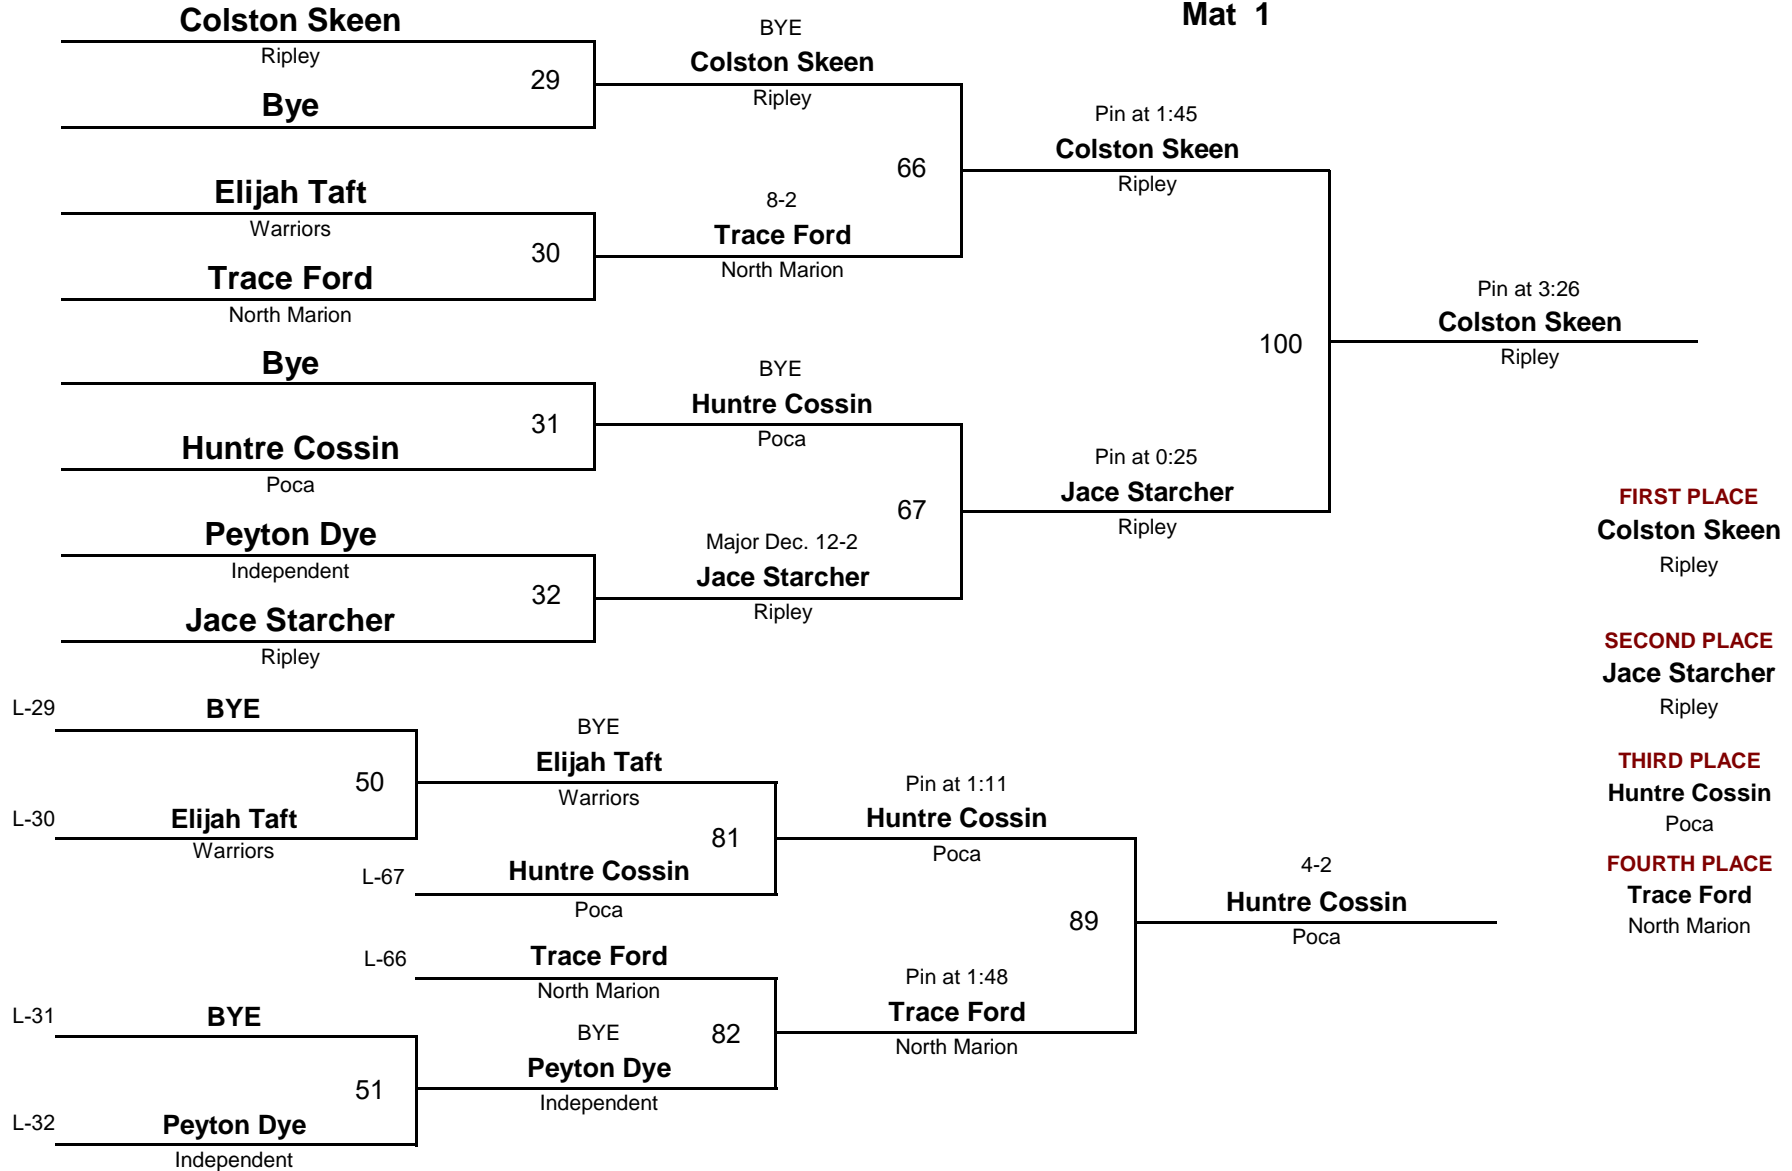 Mat 1
Colston Skeen
Ripley
29
Bye
BYE
Colston Skeen
Ripley
Elijah Taft
Warriors
30
Trace Ford
North Marion
8-2
Trace Ford
North Marion
66
Pin at 1:45
Colston Skeen
Ripley
Bye
31
Huntre Cossin
Poca
BYE
Huntre Cossin
Poca
Peyton Dye
Independent
32
Jace Starcher
Ripley
Major Dec. 12-2
Jace Starcher
Ripley
67
Pin at 0:25
Jace Starcher
Ripley
100
Pin at 3:26
Colston Skeen
Ripley
FIRST PLACE
Colston Skeen
Ripley
SECOND PLACE
Jace Starcher
Ripley
THIRD PLACE
Huntre Cossin
Poca
FOURTH PLACE
Trace Ford
North Marion
L-29
BYE
50
L-30
Elijah Taft
Warriors
BYE
Elijah Taft
Warriors
81
L-67
Huntre Cossin
Poca
Pin at 1:11
Huntre Cossin
Poca
L-66
Trace Ford
North Marion
82
L-31
BYE
51
L-32
Peyton Dye
Independent
BYE
Peyton Dye
Independent
Pin at 1:48
Trace Ford
North Marion
89
4-2
Huntre Cossin
Poca